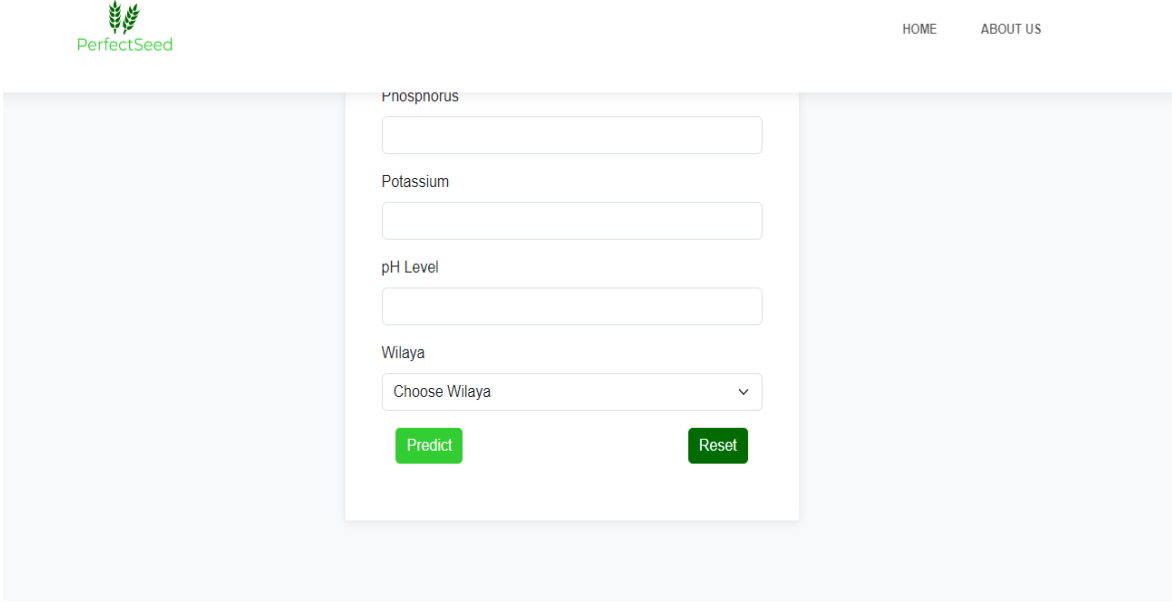 PerfectSeed
HOME ABOUT US
Phosphorus
Potassium
pH Level
Wilaya
Choose Wilaya
Predict Reset